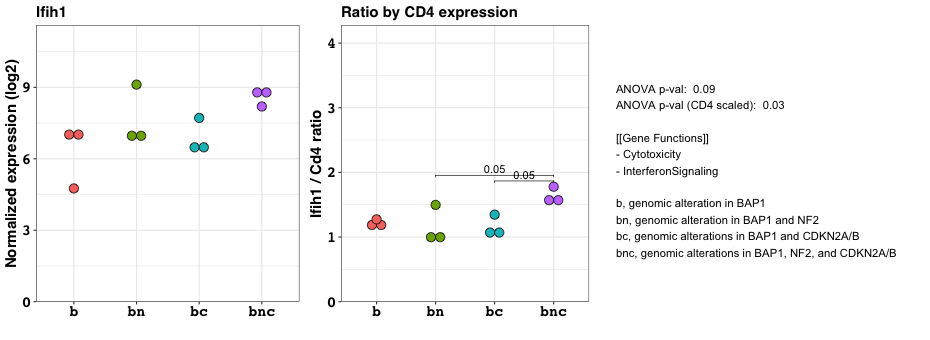 Ifih1
Normalized expression (log2)
9
6
3
0
b bn bc bnc
Ratio by CD4 expression
Ifih1 / Cd4 ratio
4
3
2
1
0
0.05
0.05
b bn bc bnc
ANOVA p-val: 0.09
ANOVA p-val (CD4 scaled): 0.03
[[Gene Functions]]
- Cytotoxicity
- InterferonSignaling
b, genomic alteration in BAP1
bn, genomic alteration in BAP1 and NF2
bc, genomic alterations in BAP1 and CDKN2A/B
bnc, genomic alterations in BAP1, NF2, and CDKN2A/B